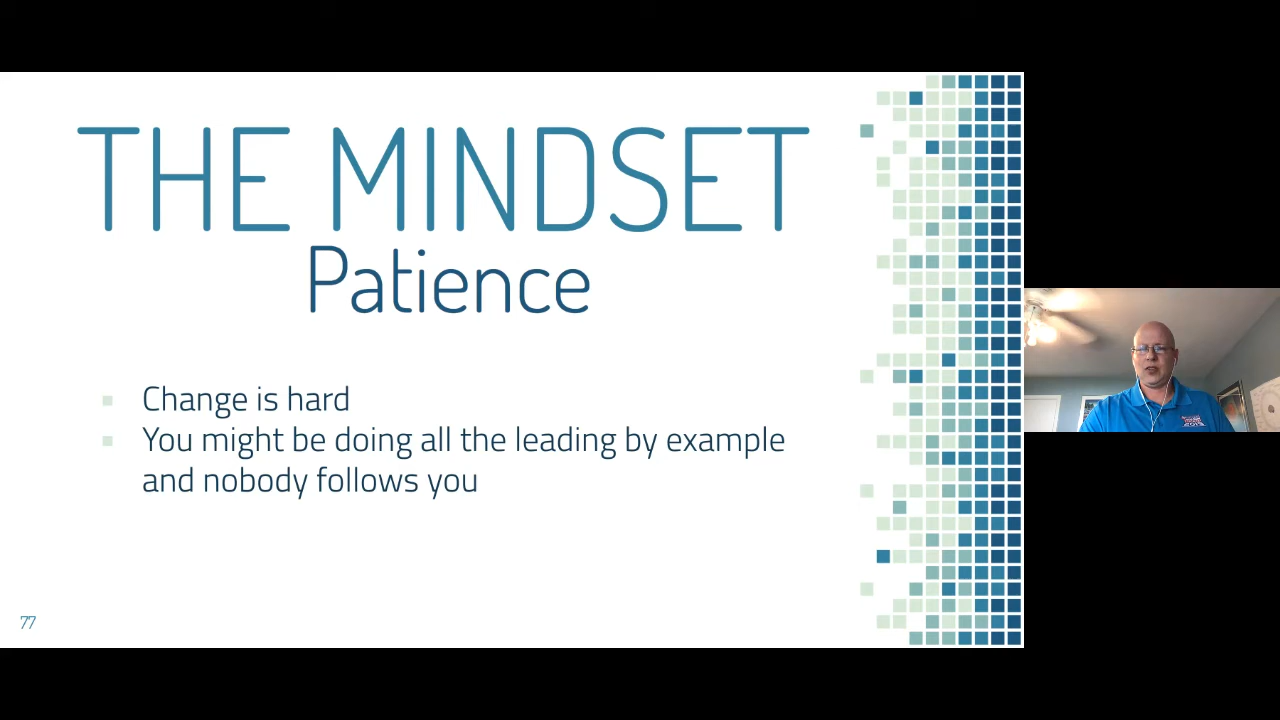 THE MINDSET
Patience
Change is hard
You might be doing all the leading by example
and nobody follows you
77